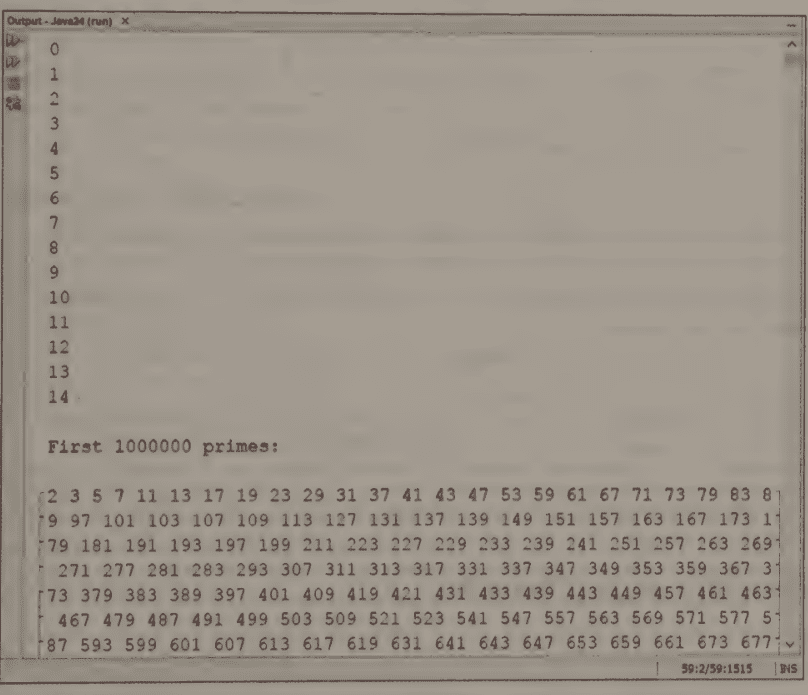 Output - Java24 (run) ×
0
1
2
3
4
5
6
7
8
9
10
11
12
13
14
First 1000000 primes:
2 3 5 7 11 13 17 19 23 29 31 37 41 43 47 53 59 61 67 71 73 79 83 8
9 97 101 103 107 109 113 127 131 137 139 149 151 157 163 167 173 1
79 181 191 193 197 199 211 223 227 229 233 239 241 251 257 263 269
271 277 281 283 293 307 311 313 317 331 337 347 349 353 359 367 3
73 379 383 389 397 401 409 419 421 431 433 439 443 449 457 461 463
467 479 487 491 499 503 509 521 523 541 547 557 563 569 571 577 5
87 593 599 601 607 613 617 619 631 641 643 647 653 659 661 673 677
59:2/59:1515 INS